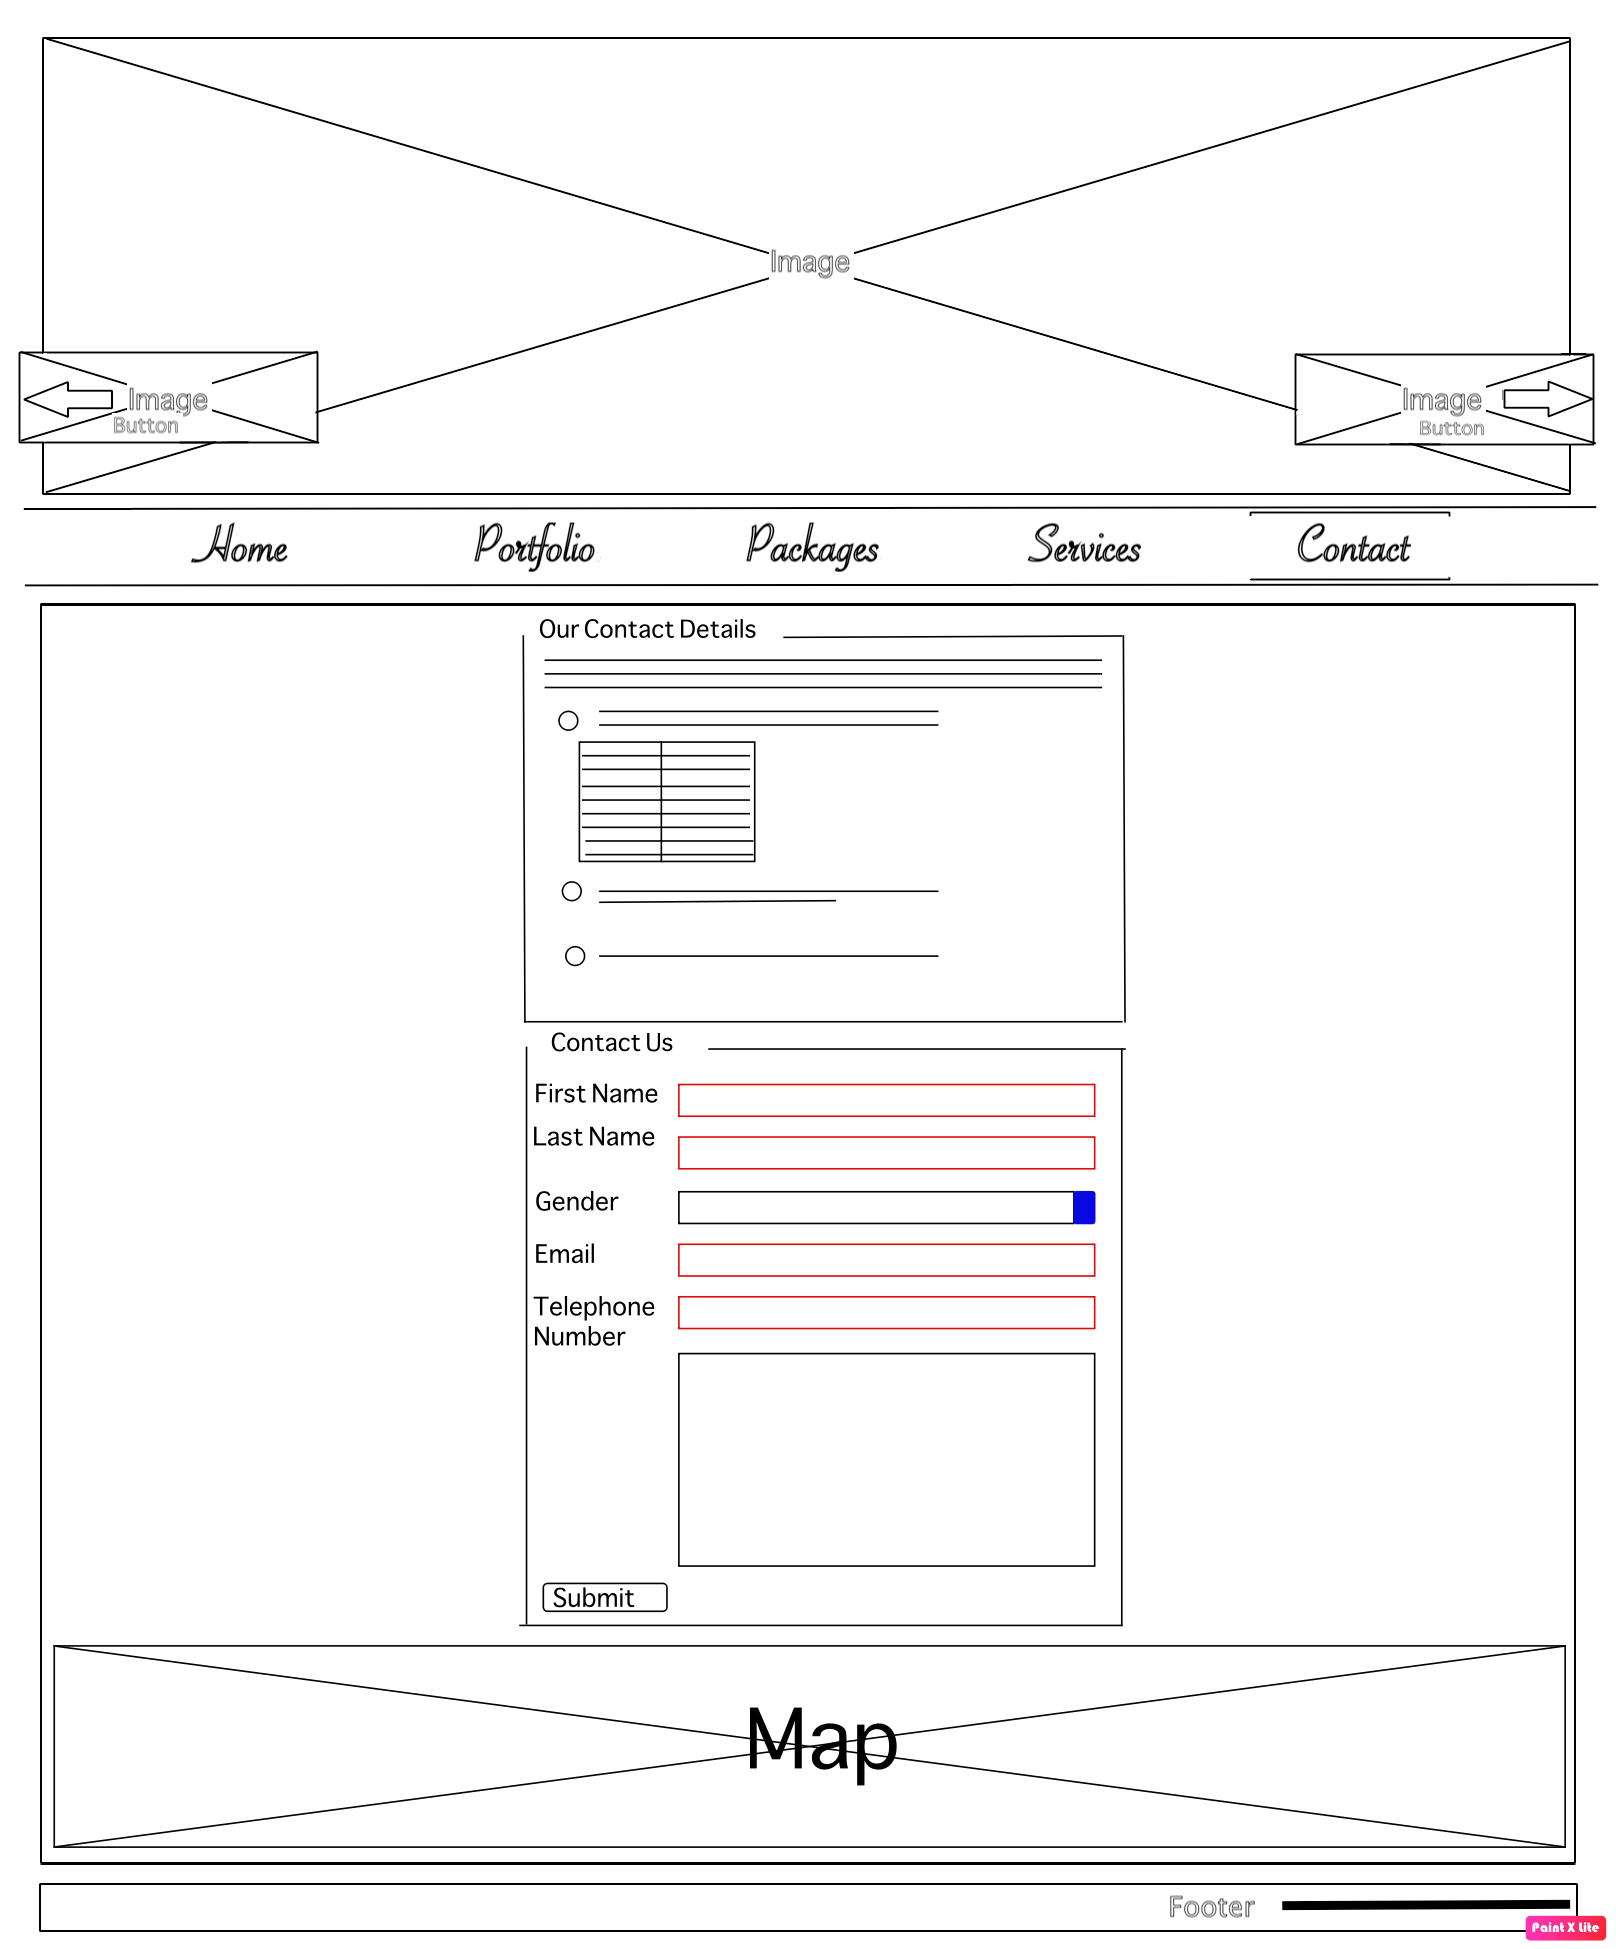 Image
Image
Button
Image
Button
Home Portfolio Packages Services Contact
Our Contact Details
Contact Us
First Name
Last Name
Gender
Email
Telephone
Number
Submit
Map
Footer
Paint X Lite